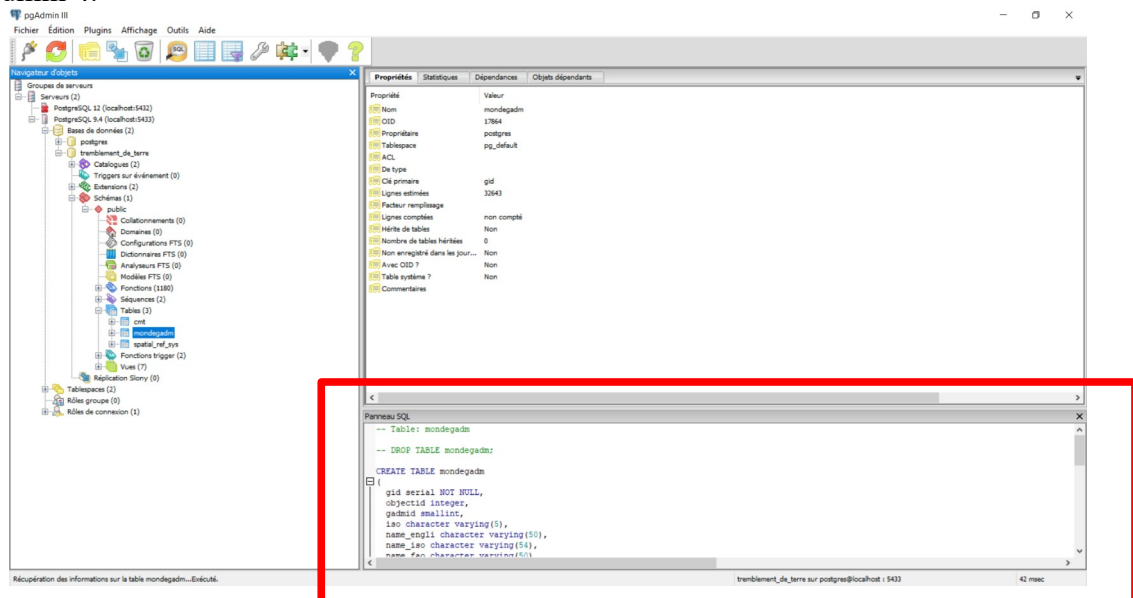 pgAdmin III
Fichier Édition Plugins Affichage Outils Aide
SQL
Navigateur d'objets
Groupes de serveurs
Serveurs (2)
PostgreSQL 12 (localhost:5432)
PostgreSQL 9.4 (localhost:5433)
Bases de données (2)
postgres
tremblement_de_terre
Catalogues (2)
Triggers sur événement (0)
Extensions (2)
Schémas (1)
public
Collationnements (0)
Domaines (0)
Configurations FTS (0)
Dictionnaires FTS (0)
Analyseurs FTS (0)
Modèles FTS (0)
Fonctions (1180)
Séquences (2)
Tables (3)
cmt
mondegadm
spatial_ref_sys
Fonctions trigger (2)
Vues (7)
Réplication Slony (0)
Tablespaces (2)
Rôles groupe (0)
Rôles de connexion (1)
Propriétés Statistiques Dépendances Objets dépendants
Propriété Valeur
Nom mondegadm
OID 17864
Propriétaire postgres
Tablespace pg_default
ACL
De type
Clé primaire gid
Lignes estimées 32643
Facteur remplissage
Lignes comptées non compté
Hérite de tables Non
Nombre de tables héritées 0
Non enregistré dans les jour... Non
Avec OID ? Non
Table système ? Non
Commentaires
Panneau SQL
-- Table: mondegadm
-- DROP TABLE mondegadm;
CREATE TABLE mondegadm
(
gid serial NOT NULL,
objectid integer,
gadmid smallint,
iso character varying(5),
name_engli character varying(50),
name_iso character varying(54),
name_fao character varying(50)
Récupération des informations sur la table mondegadm...Exécuté.
tremblement_de_terre sur postgres@localhost : 5433
42 msec